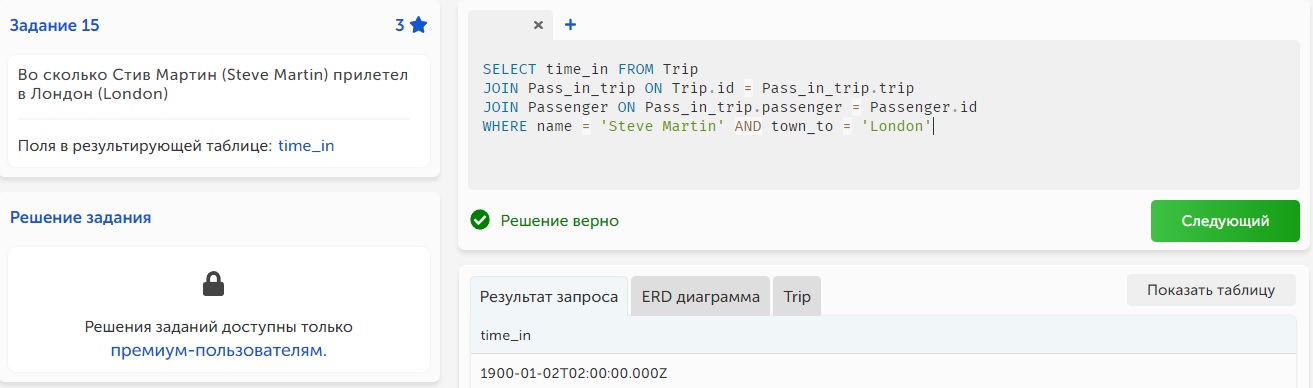 Задание 15
3
Во сколько Стив Мартин (Steve Martin) прилетел
в Лондон (London)
Поля в результирующей таблице: time_in
Решение задания
Решения заданий доступны только
премиум-пользователям.
× +
SELECT time_in FROM Trip
JOIN Pass_in_trip ON Trip.id = Pass_in_trip.trip
JOIN Passenger ON Pass_in_trip.passenger = Passenger.id
WHERE name = 'Steve Martin' AND town_to = 'London'
Решение верно
Следующий
Результат запроса
ERD диаграмма
Trip
Показать таблицу
time_in
1900-01-02T02:00:00.000Z